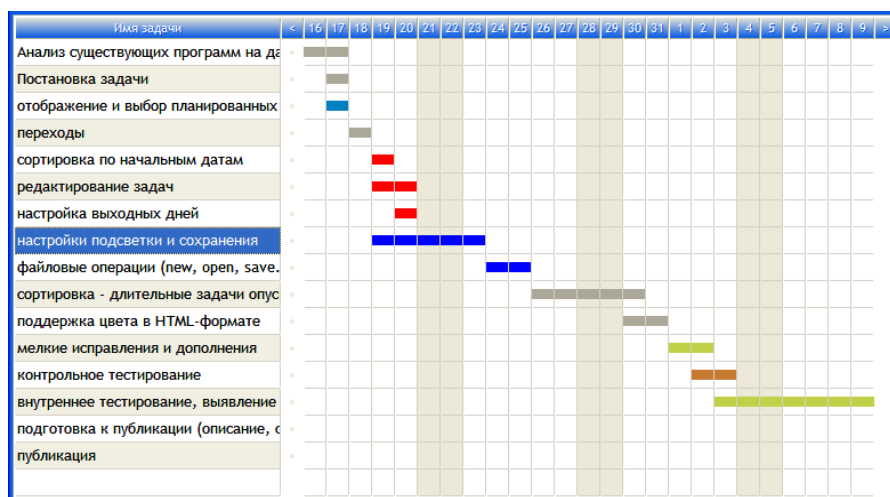 Имя задачи < 16 17 18 19 20 21 22 23 24 25 26 27 28 29 30 31 1 2 3 4 5 6 7 8 9 >
Анализ существующих программ на да
Постановка задачи
отображение и выбор планированных
переходы
сортировка по начальным датам
редактирование задач
настройка выходных дней
настройки подсветки и сохранения
файловые операции (new, open, save.
сортировка - длительные задачи опус
поддержка цвета в HTML-формате
мелкие исправления и дополнения
контрольное тестирование
внутреннее тестирование, выявление
подготовка к публикации (описание, с
публикация